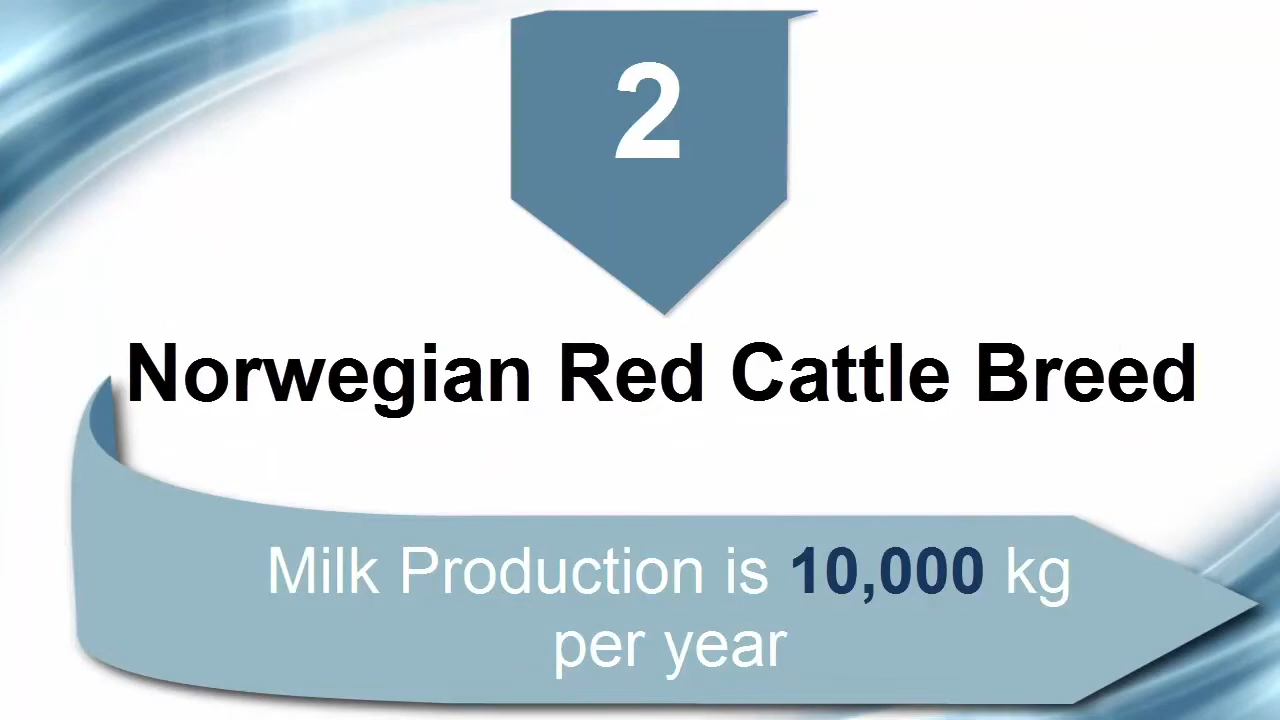 2
Norwegian Red Cattle Breed
Milk Production is 10,000 kg
per year